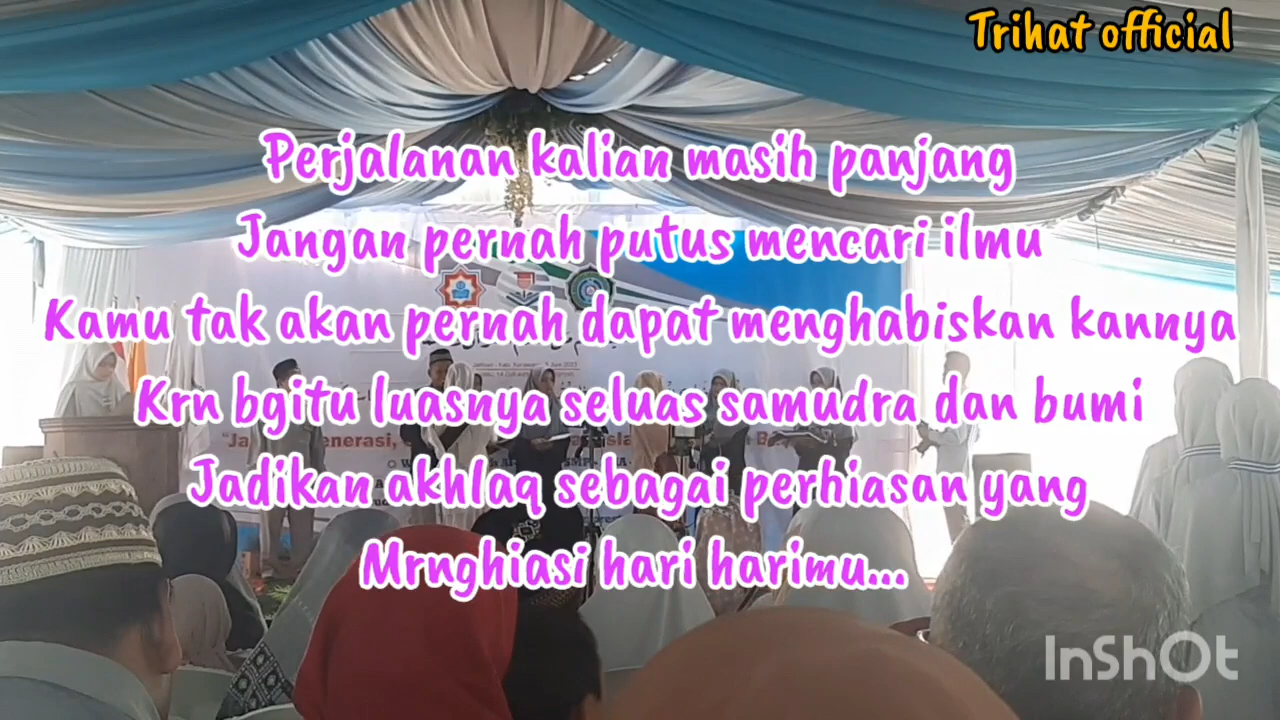 Trihat official
Perjalanan kalian masih panjang
Jangan pernah putus mencari ilmu
Kamu tak akan pernah dapat menghabiskan kannya
Krn bgitu luasnya seluas samudra dan bumi
Jadikan akhlaq sebagai perhiasan yang
Mrnghiasi hari harimu...
InShOt